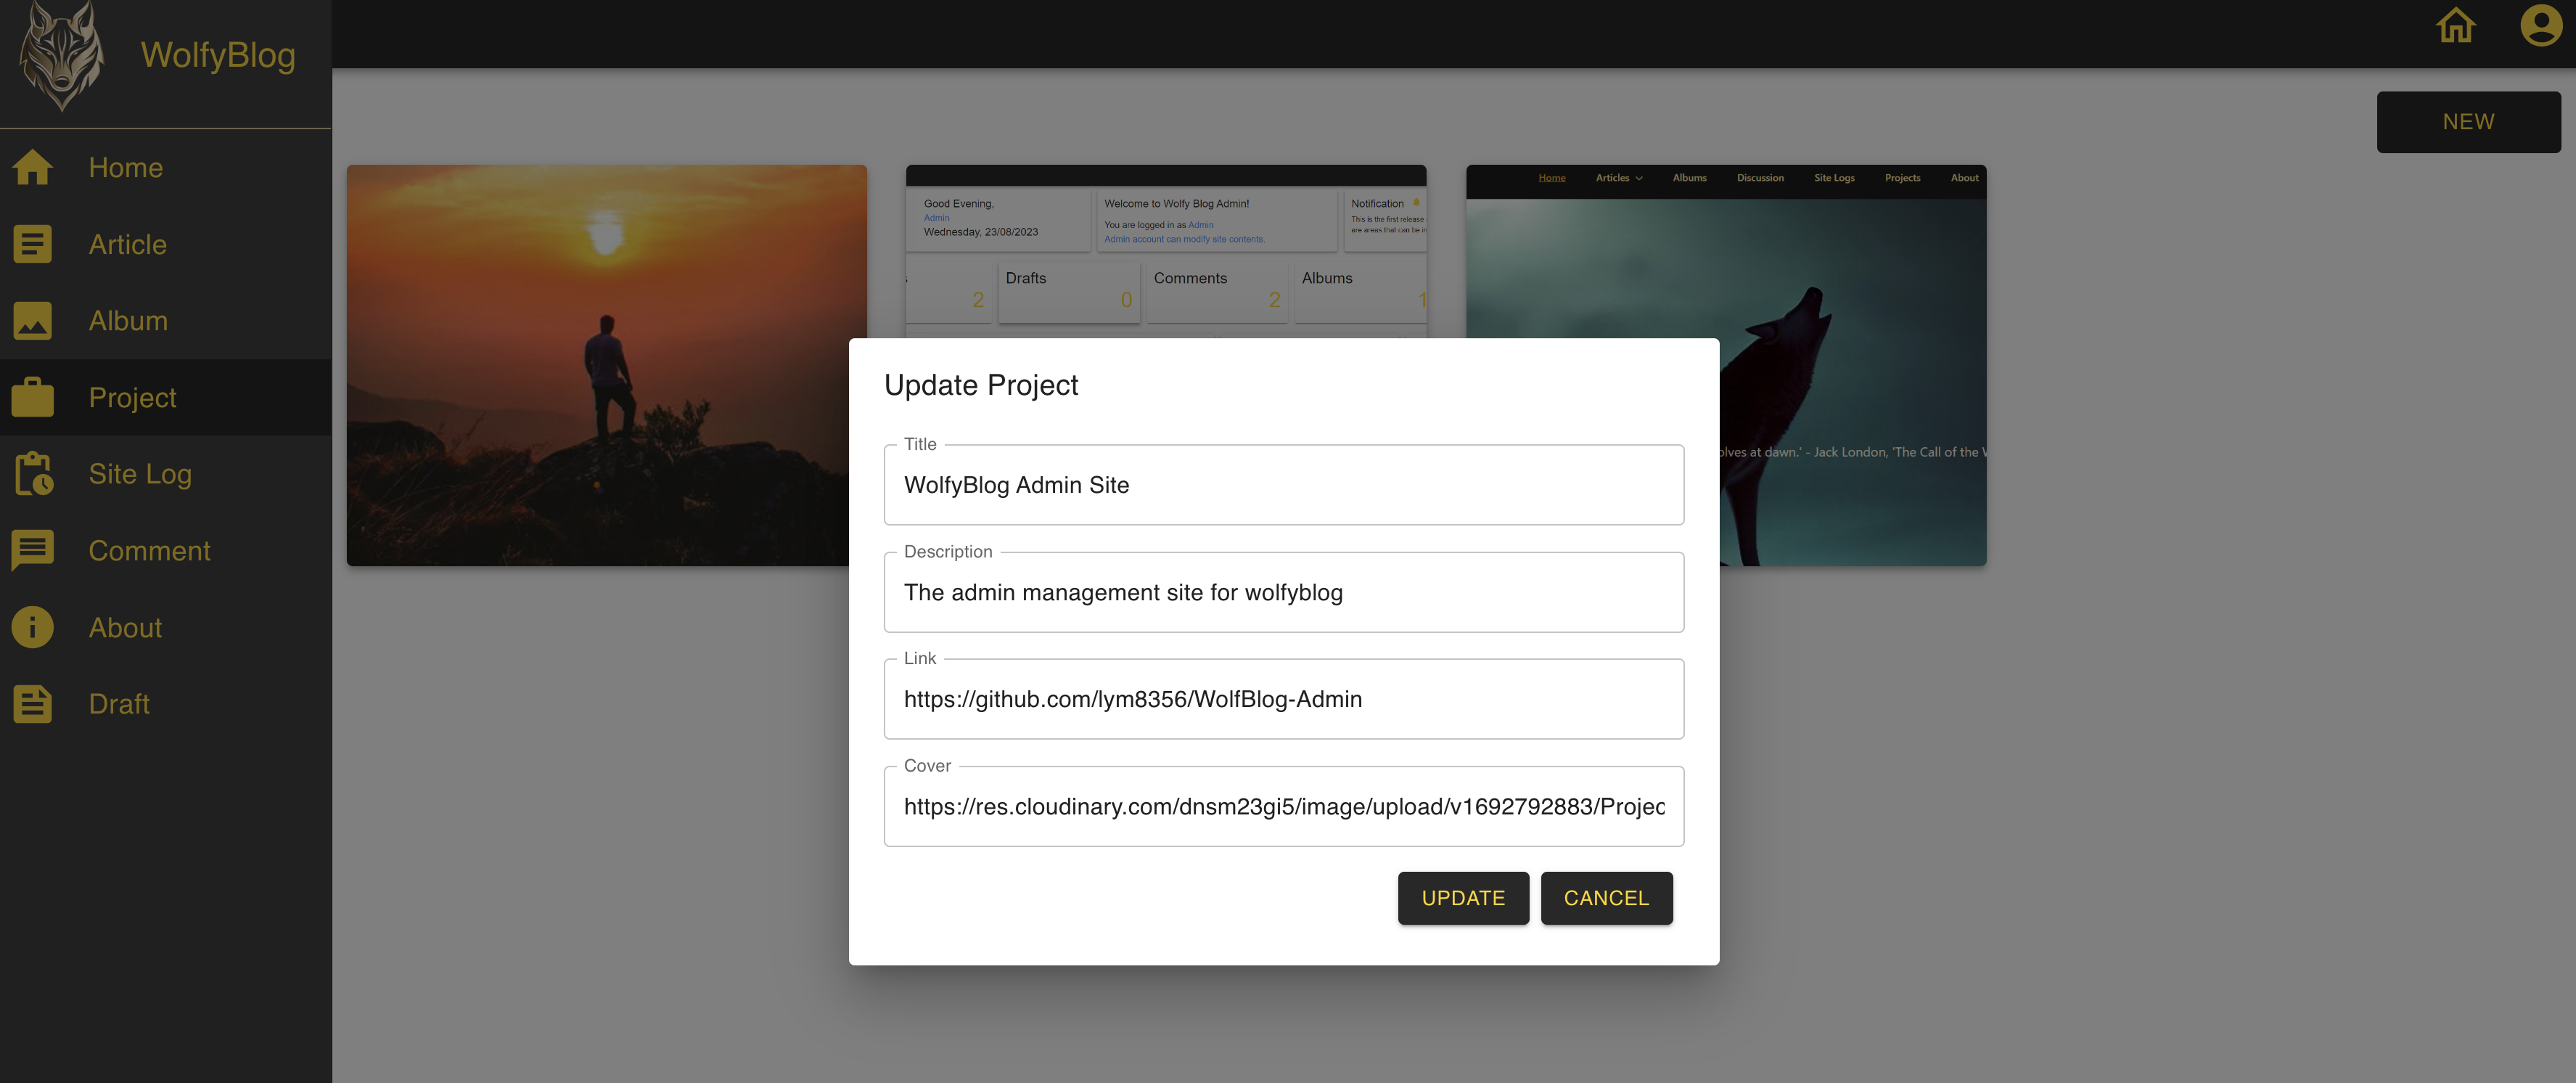 WolfyBlog
Home
Article
Album
Project
Site Log
Comment
About
Draft
NEW
Good Evening,
Admin
Wednesday, 23/08/2023
Welcome to Wolfy Blog Admin!
You are logged in as Admin
Admin account can modify site contents.
Notification
This is the first release
are areas that can be
2
Drafts
0
Comments
2
Albums
1
Home Articles Albums Discussion Site Logs Projects About
at dawn.' - Jack London, 'The Call of the
Update Project
Title
WolfyBlog Admin Site
Description
The admin management site for wolfyblog
Link
https://github.com/lym8356/WolfBlog-Admin
Cover
https://res.cloudinary.com/dnsm23gi5/image/upload/v1692792883/Projec
UPDATE CANCEL